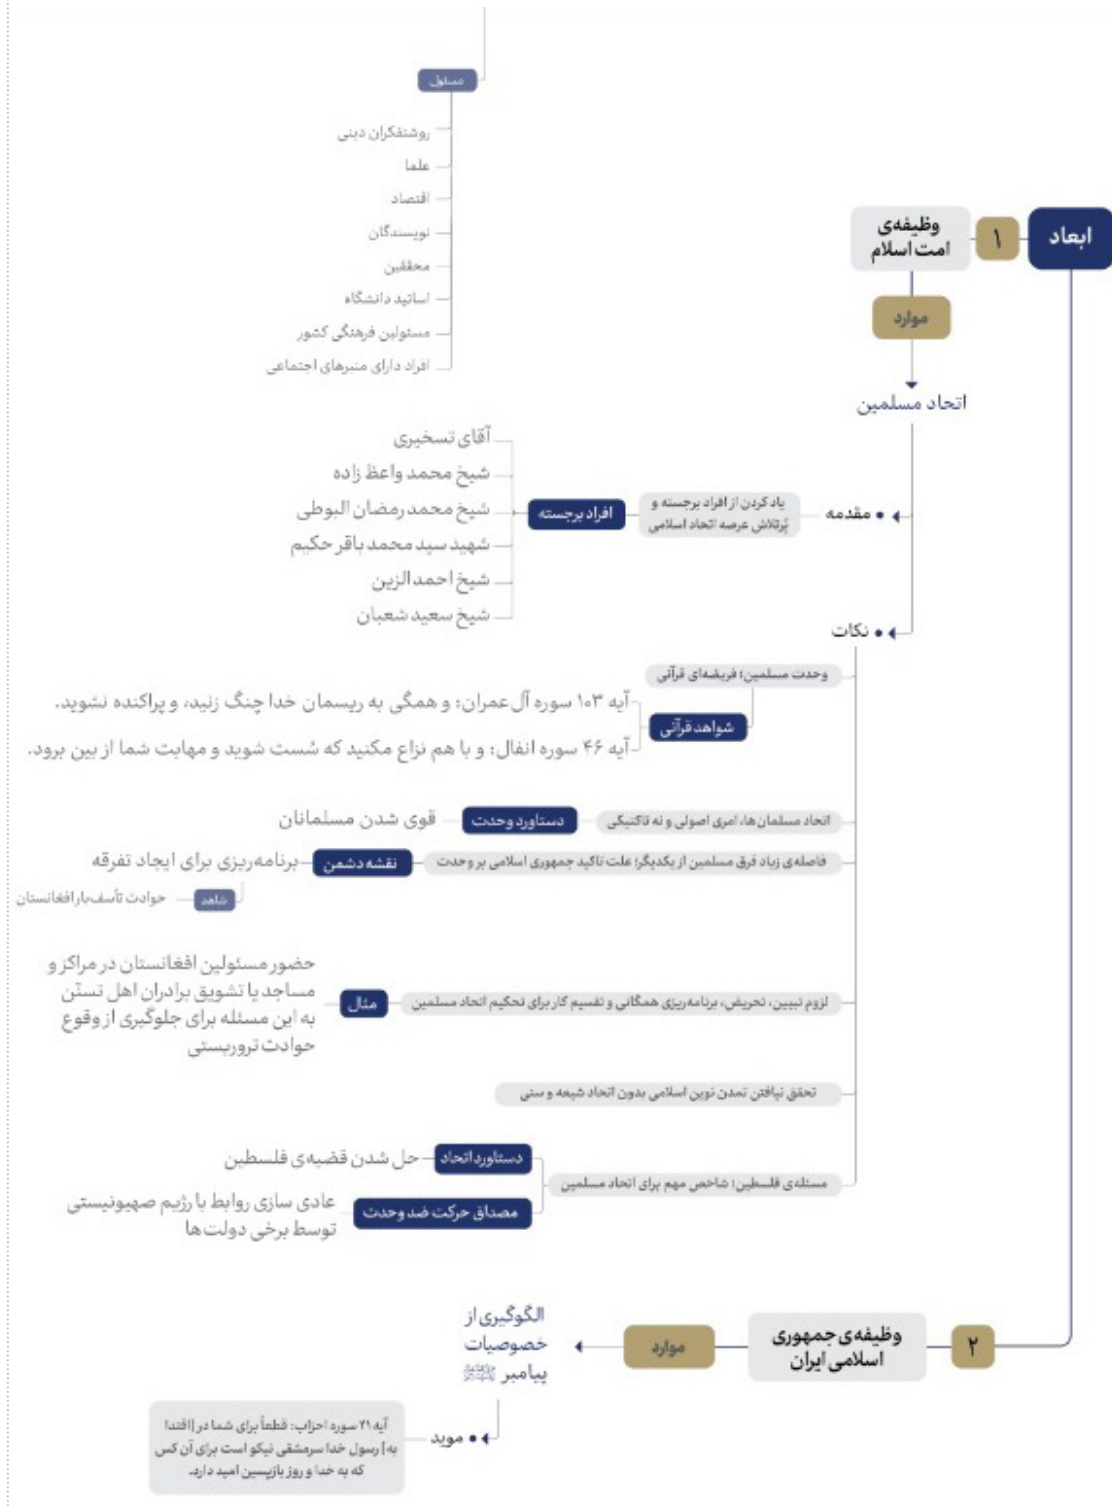 مسئول
روشنفکران دینی
علما
اقتصاد
نویسندگان
محققین
اساتید دانشگاه
مسئولین فرهنگی کشور
افراد دارای منبرهای اجتماعی
ابعاد
۱
وظیفه‌ی
امت اسلام
موارد
اتحاد مسلمین
مقدمه
یاد کردن از افراد برجسته و
پُرتلاش عرصه اتحاد اسلامی
افراد برجسته
آقای تسخیری
شیخ محمد واعظ زاده
شیخ محمد رمضان البوطی
شهید سید محمد باقر حکیم
شیخ احمد الزین
شیخ سعید شعبان
نکات
وحدت مسلمین؛ فریضه‌ای قرآنی
شواهد قرآنی
آیه ۱۰۳ سوره آل عمران: و همگی به ریسمان خدا چنگ زنید، و پراکنده نشوید.
آیه ۴۶ سوره انفال: و با هم نزاع مکنید که سُست شوید و مهابت شما از بین برود.
اتحاد مسلمان‌ها، امری اصولی و نه تاکتیکی
دستاورد وحدت
قوی شدن مسلمانان
فاصله‌ی زیاد فرق مسلمین از یکدیگر؛ علت تاکید جمهوری اسلامی بر وحدت
نقشه دشمن
برنامه‌ریزی برای ایجاد تفرقه
شاهد
حوادث تأسف‌بار افغانستان
لزوم تبیین، تحریض، برنامه‌ریزی همگانی و تقسیم کار برای تحکیم اتحاد مسلمین
مثال
حضور مسئولین افغانستان در مراکز و
مساجد یا تشویق برادران اهل تسنّن
به این مسئله برای جلوگیری از وقوع
حوادث تروریستی
تحقق نیافتن تمدن نوین اسلامی بدون اتحاد شیعه و سنی
مسئله‌ی فلسطین؛ شاخص مهم برای اتحاد مسلمین
دستاورد اتحاد
حل شدن قضیه‌ی فلسطین
مصداق حرکت ضد وحدت
عادی سازی روابط با رژیم صهیونیستی
توسط برخی دولت‌ها
۲
وظیفه‌ی جمهوری
اسلامی ایران
موارد
الگوگیری از
خصوصیات
پیامبر ﷺ
موید
آیه ۲۱ سوره احزاب: قطعاً برای شما در [اقتدا
به] رسول خدا سرمشقی نیکو است برای آن کس
که به خدا و روز بازپسین امید دارد.